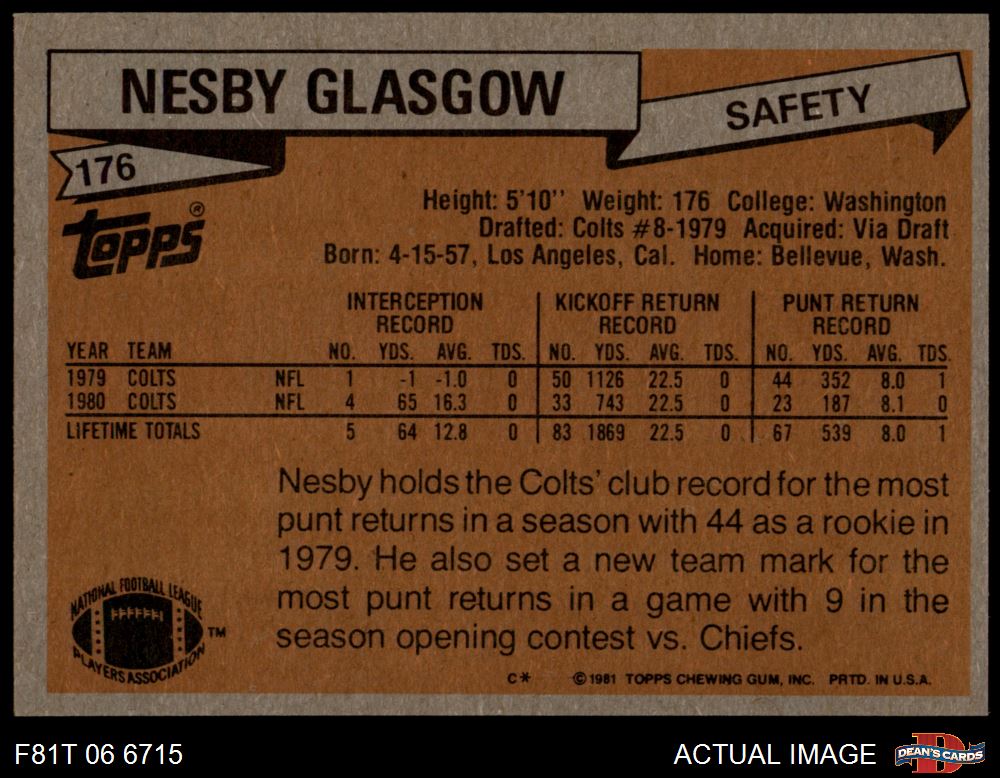 NESBY GLASGOW
SAFETY
176
Topps®
Height: 5'10'' Weight: 176 College: Washington
Drafted: Colts #8-1979 Acquired: Via Draft
Born: 4-15-57, Los Angeles, Cal. Home: Bellevue, Wash.
INTERCEPTION RECORD KICKOFF RETURN RECORD PUNT RETURN RECORD
YEAR TEAM NO. YDS. AVG. TDS. NO. YDS. AVG. TDS. NO. YDS. AVG. TDS.
1979 COLTS NFL 1 -1 -1.0 0 50 1126 22.5 0 44 352 8.0 1
1980 COLTS NFL 4 65 16.3 0 33 743 22.5 0 23 187 8.1 0
LIFETIME TOTALS 5 64 12.8 0 83 1869 22.5 0 67 539 8.0 1
Nesby holds the Colts' club record for the most
punt returns in a season with 44 as a rookie in
1979. He also set a new team mark for the
most punt returns in a game with 9 in the
season opening contest vs. Chiefs.
NATIONAL FOOTBALL LEAGUE
PLAYERS ASSOCIATION
TM
C* ©1981 TOPPS CHEWING GUM, INC. PRTD. IN U.S.A.
F81T 06 6715
ACTUAL IMAGE
D
DEAN'S CARDS